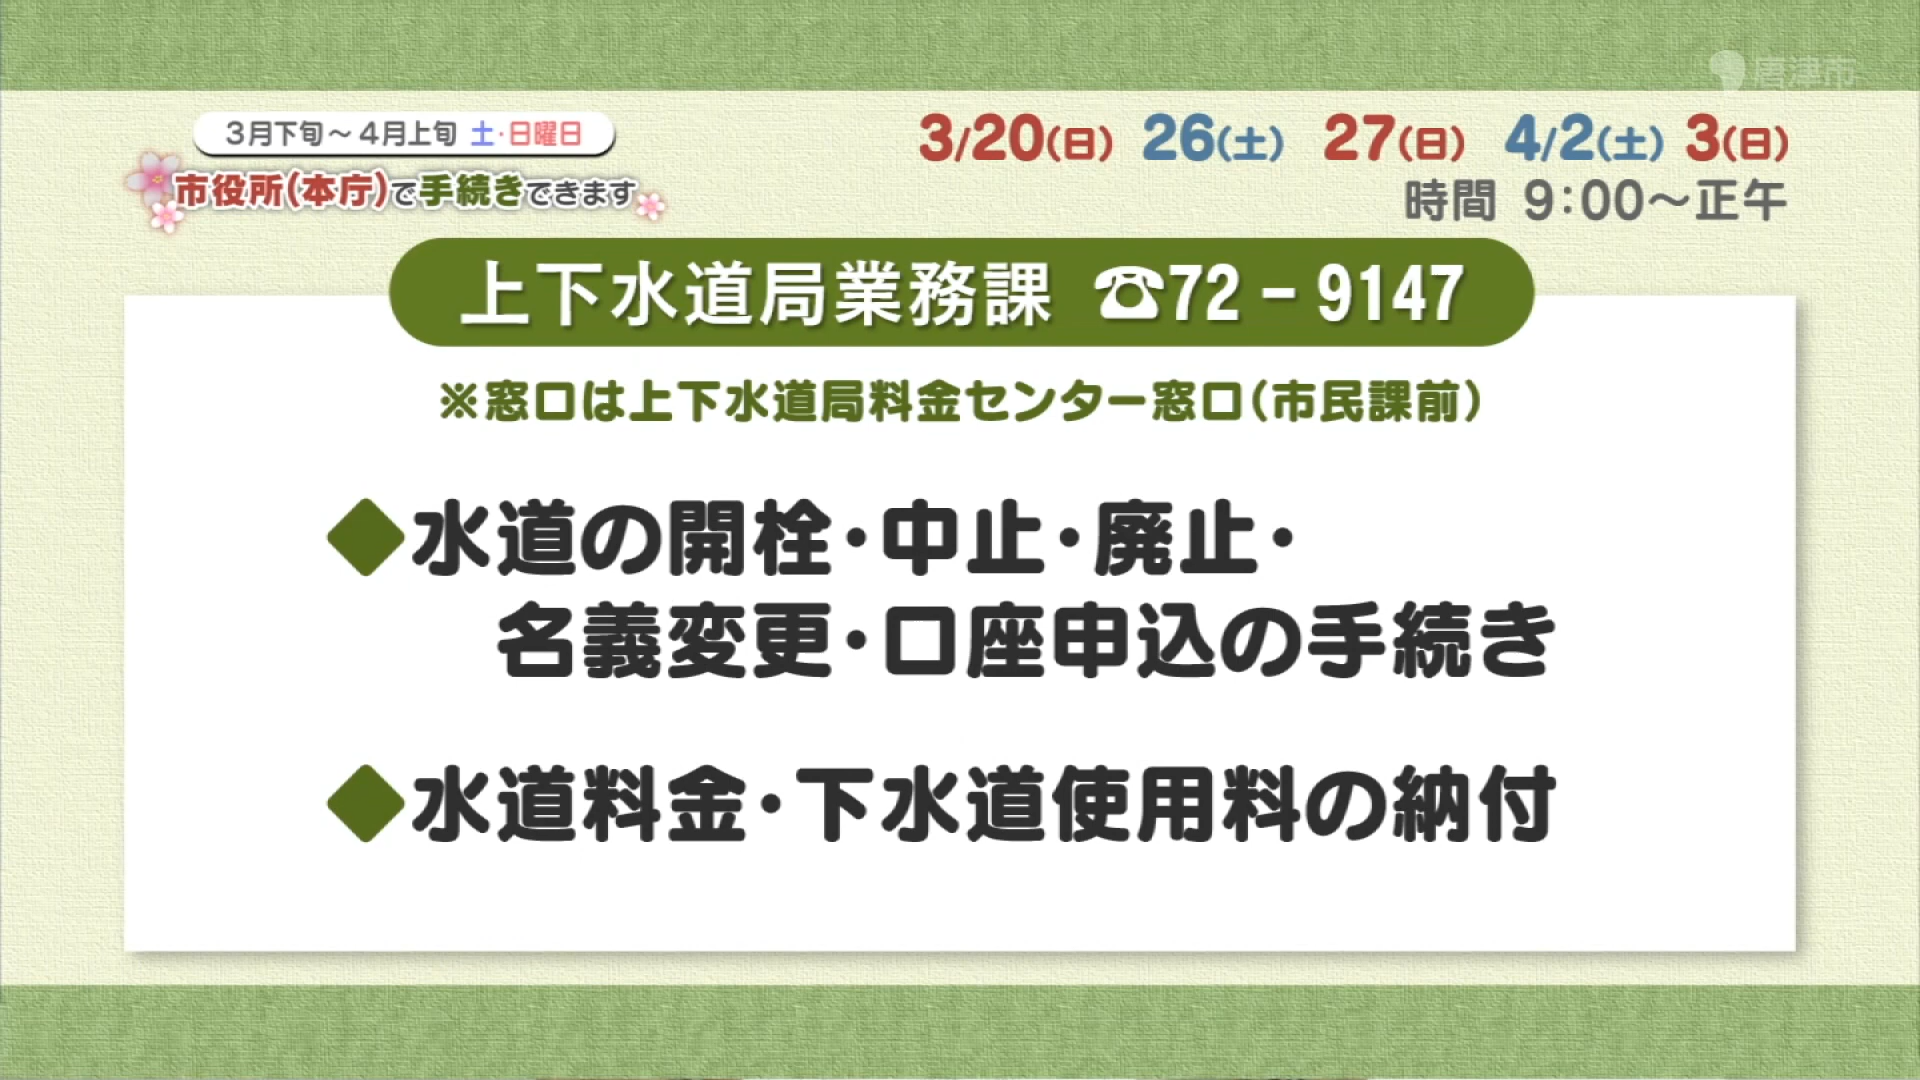 唐津市
3月下旬～4月上旬 土・日曜日
市役所(本庁)で手続きできます
3/20(日) 26(土) 27(日) 4/2(土) 3(日)
時間 9:00～正午
上下水道局業務課 ☎72-9147
※窓口は上下水道局料金センター窓口(市民課前)
◆水道の開栓・中止・廃止・
名義変更・口座申込の手続き
◆水道料金・下水道使用料の納付